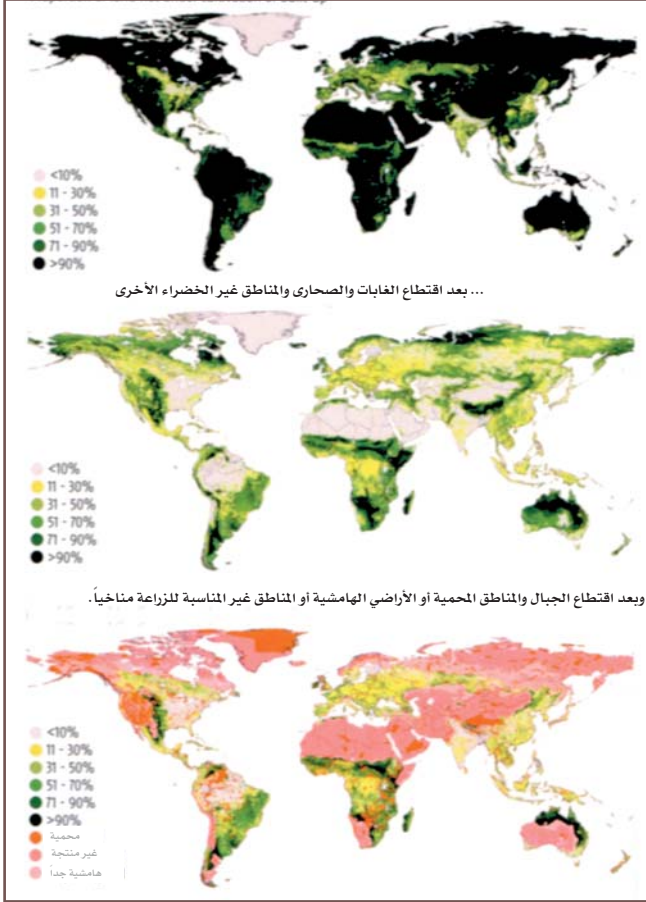 <10%
11 - 30%
31 - 50%
51 - 70%
71 - 90%
>90%
... بعد اقتطاع الغابات والصحارى والمناطق غير الخضراء الأخرى
<10%
11 - 30%
31 - 50%
51 - 70%
71 - 90%
>90%
وبعد اقتطاع الجبال والمناطق المحمية أو الأراضي الهامشية أو المناطق غير المناسبة للزراعة مناخياً.
<10%
11 - 30%
31 - 50%
51 - 70%
71 - 90%
>90%
محمية
غير منتجة
هامشية جداً